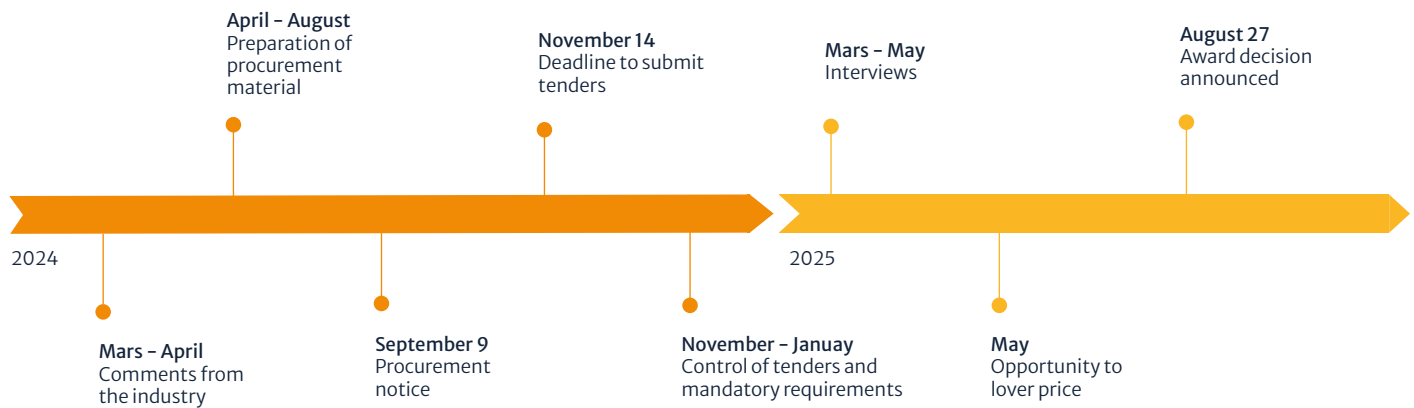 April – August
Preparation of
procurement
material
November 14
Deadline to submit
tenders
Mars – May
Interviews
August 27
Award decision
announced
2024
2025
Mars – April
Comments from
the industry
September 9
Procurement
notice
November – Januay
Control of tenders and
mandatory requirements
May
Opportunity to
lover price